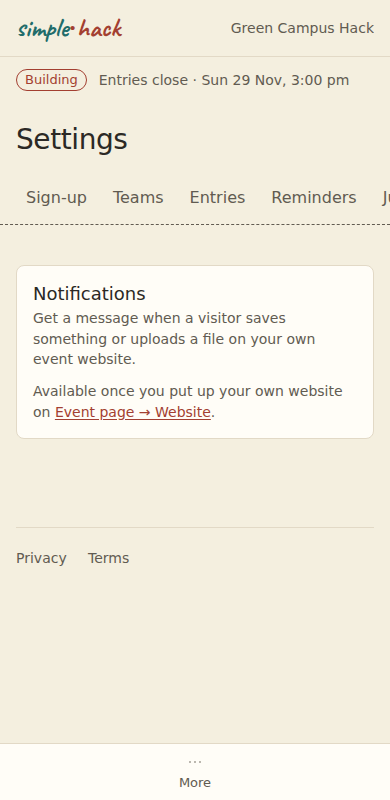 simple·hack
Green Campus Hack
Building
Entries close · Sun 29 Nov, 3:00 pm
Settings
Sign-up
Teams
Entries
Reminders
Notifications
Get a message when a visitor saves
something or uploads a file on your own
event website.
Available once you put up your own website
on Event page → Website.
Privacy
Terms
...
More